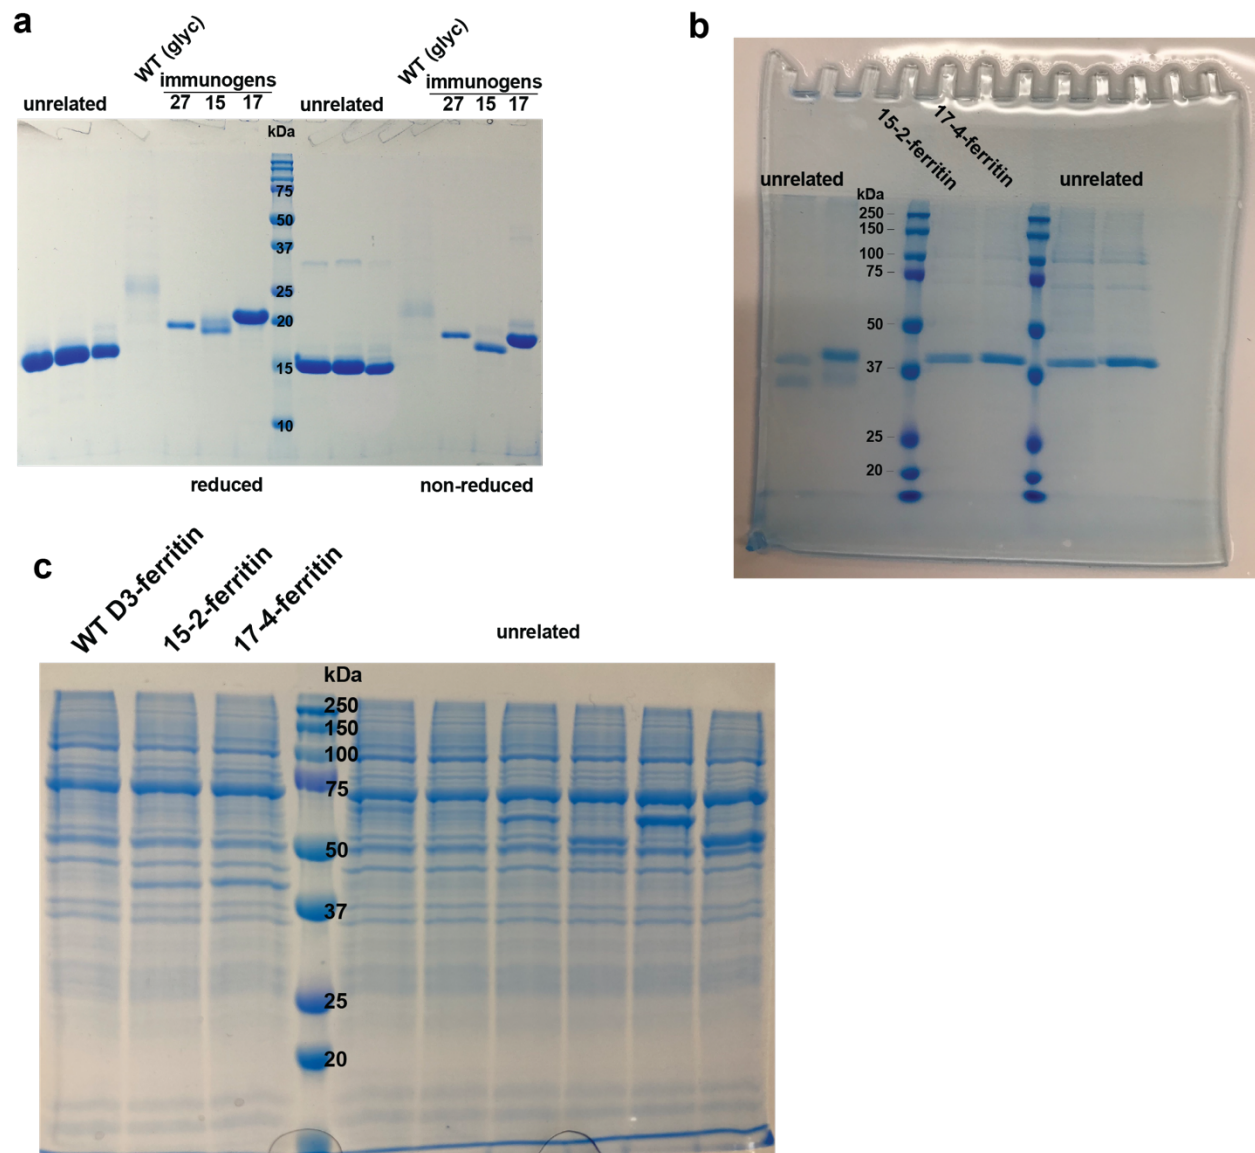 a
WT (glyc)
immunogens
27 15 17
unrelated
kDa
75
50
37
25
20
15
10
WT (glyc)
immunogens
27 15 17
unrelated
reduced
non-reduced
b
15-2-ferritin
17-4-ferritin
unrelated
unrelated
kDa
250
150
100
75
50
37
25
20
c
WT D3-ferritin
15-2-ferritin
17-4-ferritin
unrelated
kDa
250
150
100
75
50
37
25
20